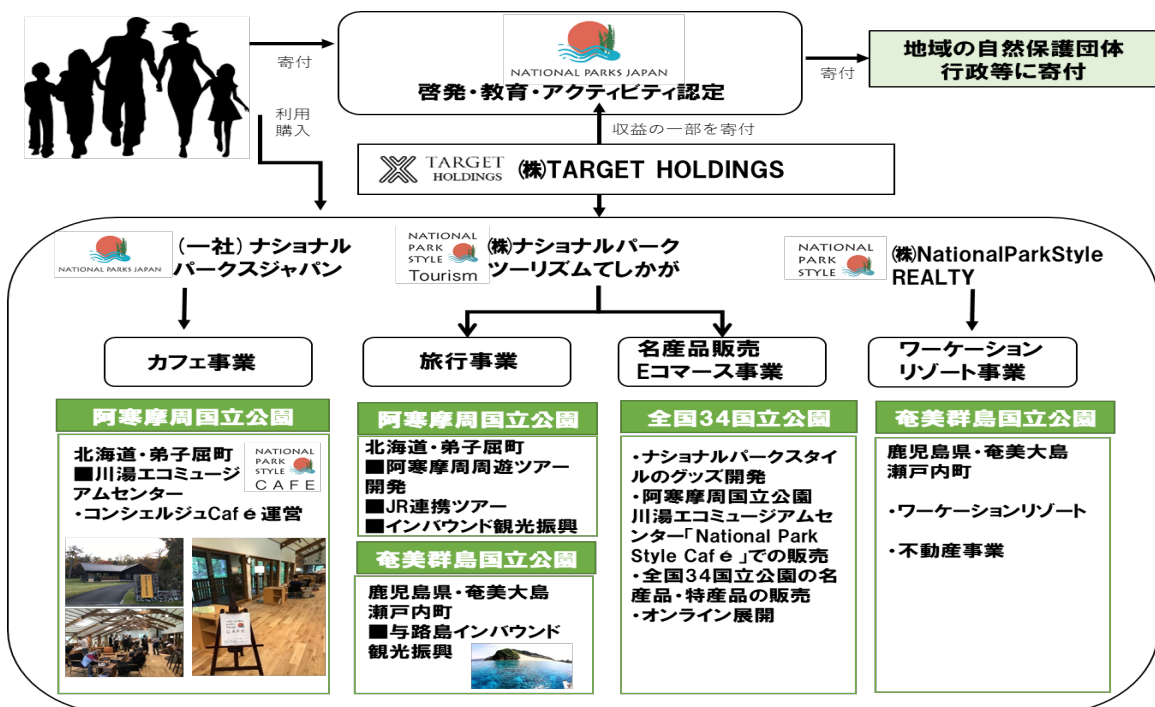 寄付
利用
購入
NATIONAL PARKS JAPAN
啓発・教育・アクティビティ認定
寄付
地域の自然保護団体
行政等に寄付
収益の一部を寄付
TARGET
HOLDINGS
㈱TARGET HOLDINGS
NATIONAL PARKS JAPAN
(一社)ナショナル
パークスジャパン
NATIONAL
PARK
STYLE
Tourism
㈱ナショナルパーク
ツーリズムてしかが
NATIONAL
PARK
STYLE
㈱NationalParkStyle
REALTY
カフェ事業
旅行事業
名産品販売
Eコマース事業
ワーケーション
リゾート事業
阿寒摩周国立公園
北海道・弟子屈町
■川湯エコミュージ
アムセンター
・コンシェルジュCafé運営
NATIONAL
PARK
STYLE
CAFE
阿寒摩周国立公園
北海道・弟子屈町
■阿寒摩周周遊ツアー
開発
■JR連携ツアー
■インバウンド観光振興
奄美群島国立公園
鹿児島県・奄美大島
瀬戸内町
■与路島インバウンド
観光振興
全国34国立公園
・ナショナルパークスタイ
ルのグッズ開発
・阿寒摩周国立公園
川湯エコミュージアムセ
ンター「National Park
Style Café」での販売
・全国34国立公園の名
産品・特産品の販売
・オンライン展開
奄美群島国立公園
鹿児島県・奄美大島
瀬戸内町
・ワーケーションリゾート
・不動産事業